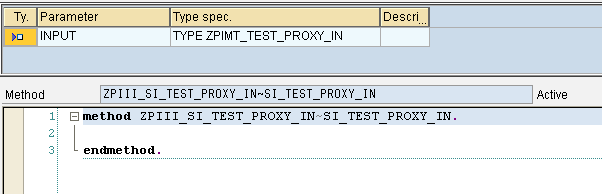 Ty. Parameter Type spec. Descri...
INPUT TYPE ZPIMT_TEST_PROXY_IN
Method ZPIII_SI_TEST_PROXY_IN~SI_TEST_PROXY_IN Active
1 method ZPIII_SI_TEST_PROXY_IN~SI_TEST_PROXY_IN.
2
3 endmethod.